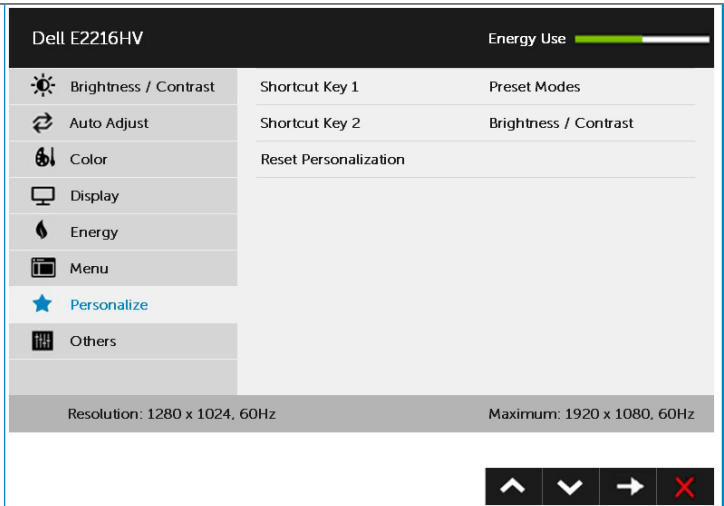 Dell E2216HV Energy Use
Brightness / Contrast Shortcut Key 1 Preset Modes
Auto Adjust Shortcut Key 2 Brightness / Contrast
Color Reset Personalization
Display
Energy
Menu
Personalize
Others
Resolution: 1280 x 1024, 60Hz Maximum: 1920 x 1080, 60Hz